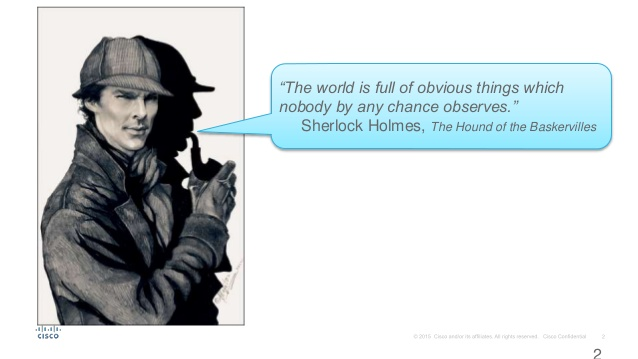 “The world is full of obvious things which
nobody by any chance observes.”
Sherlock Holmes, The Hound of the Baskervilles
CISCO
© 2015 Cisco and/or its affiliates. All rights reserved. Cisco Confidential 2
2